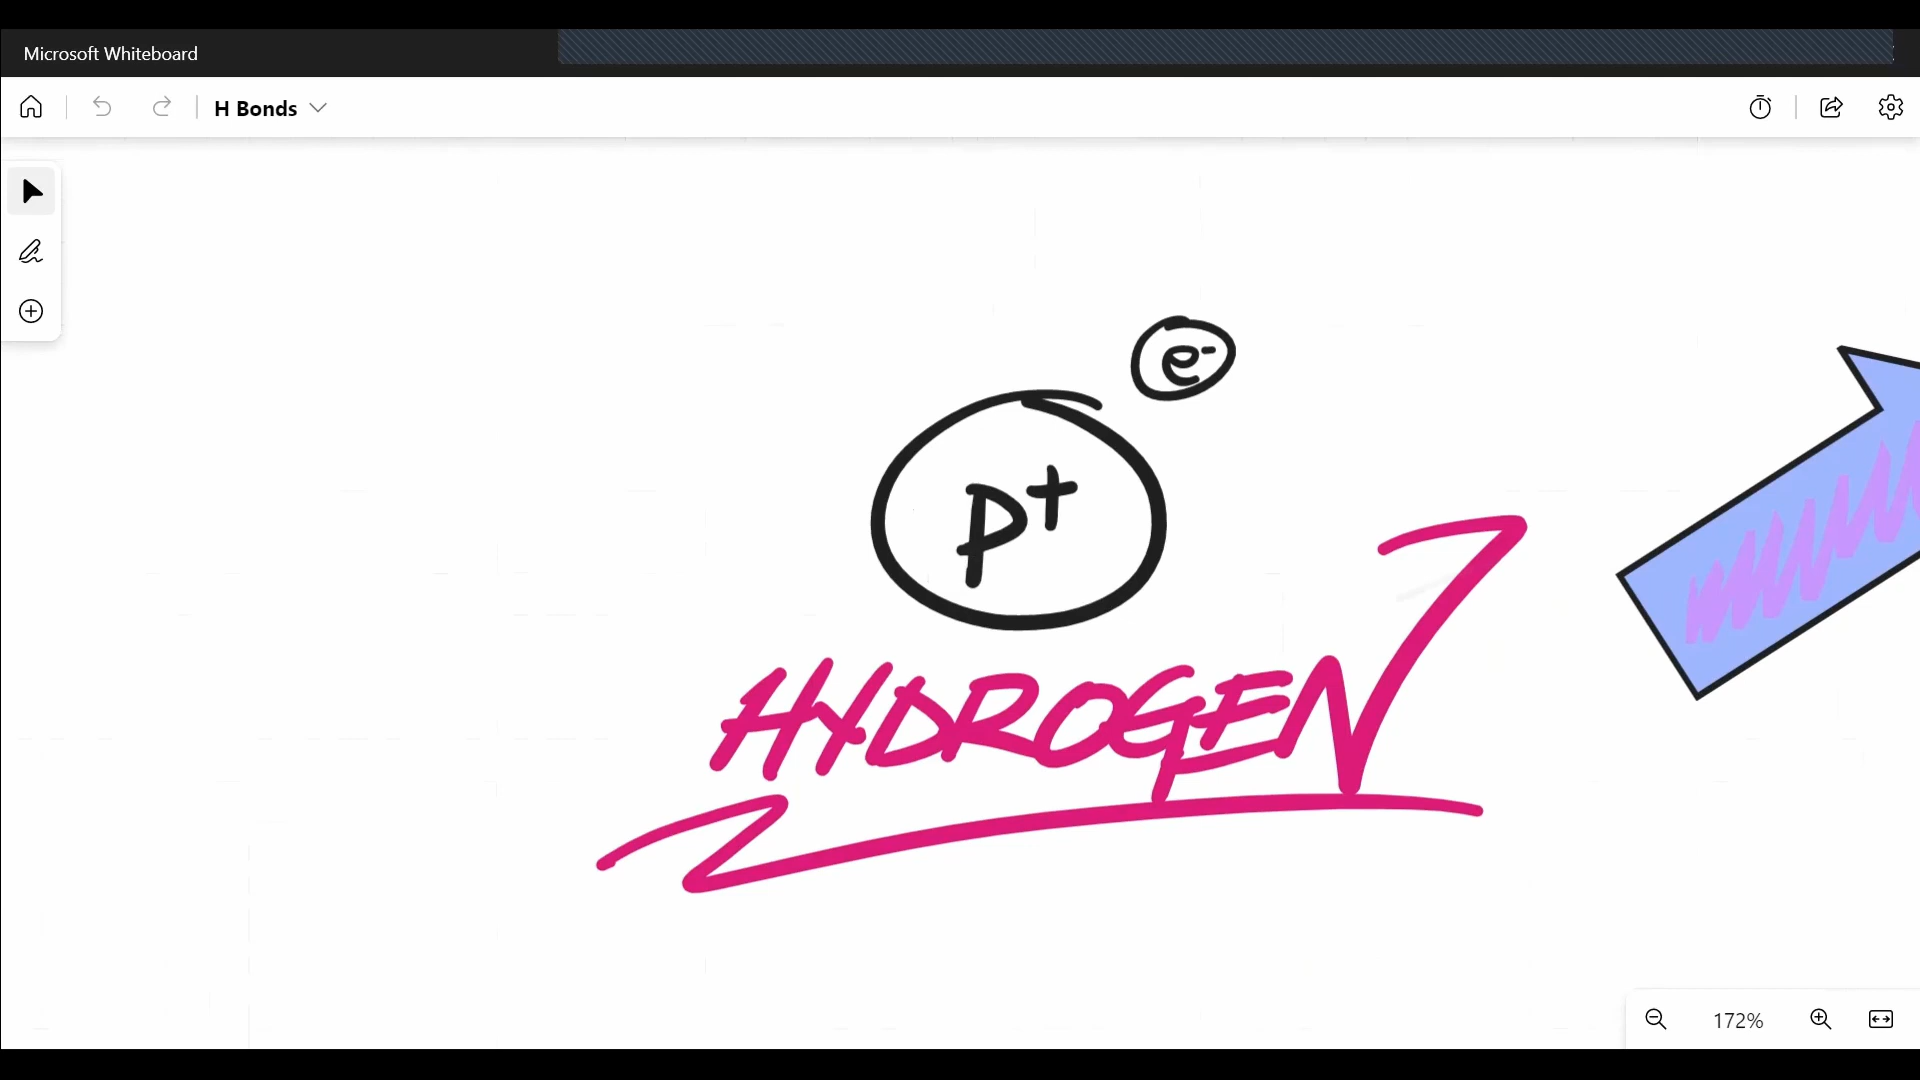 Microsoft Whiteboard
H Bonds
e-
p+
HYDROGEN
172%